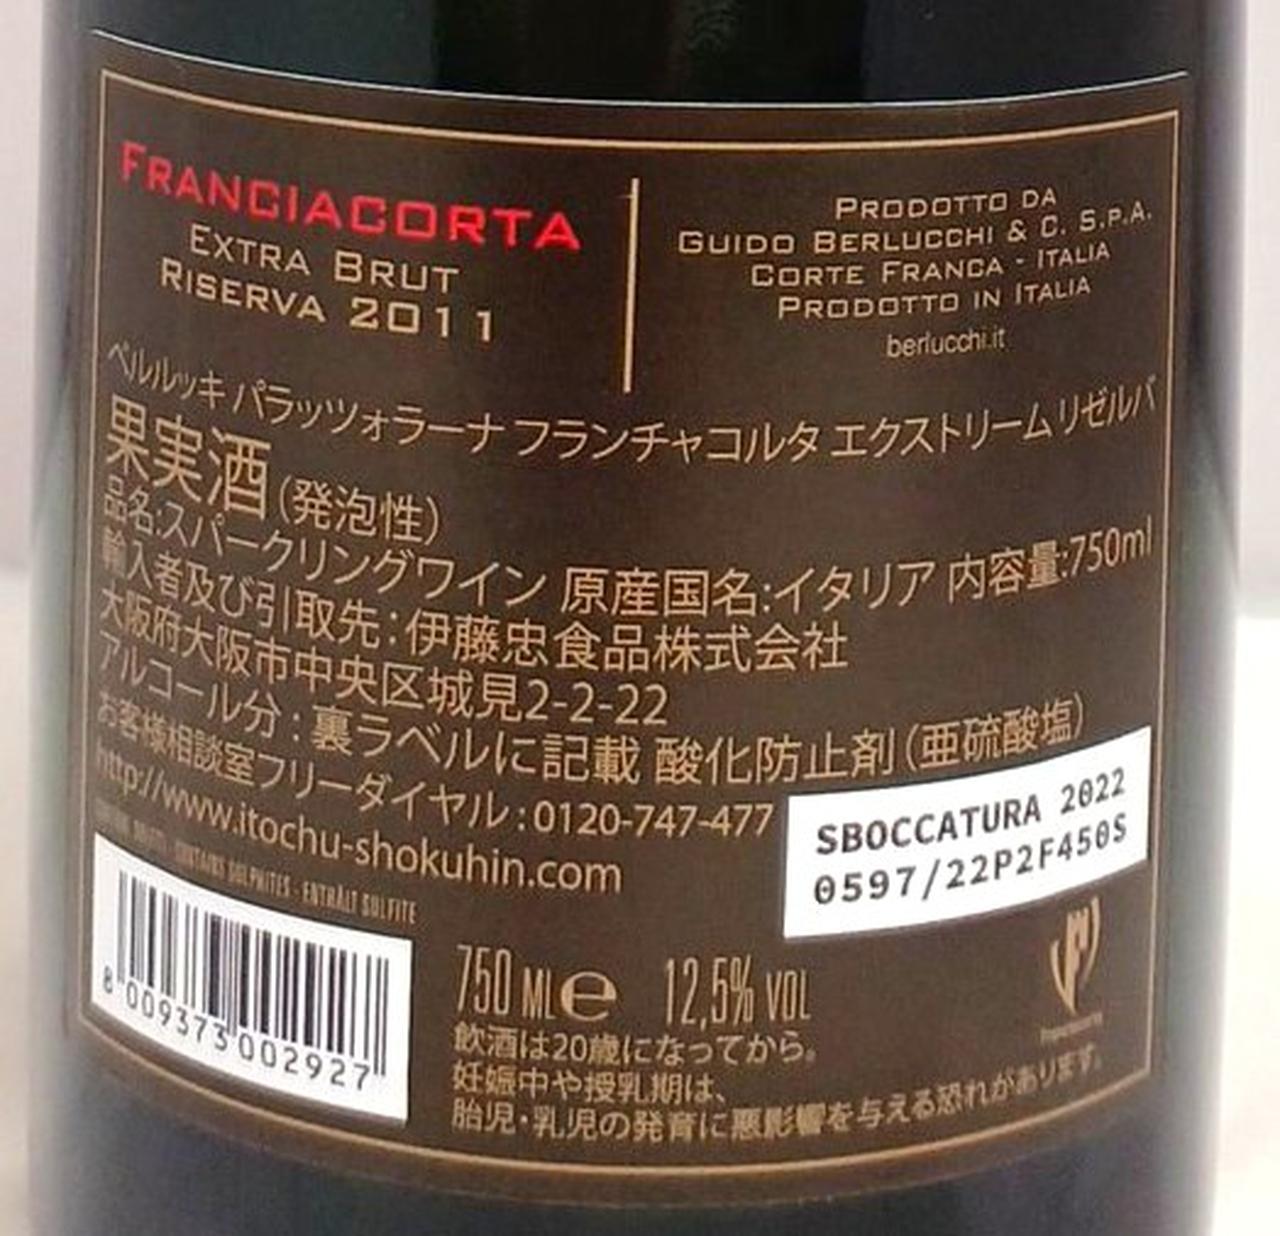 FRANCIACORTA
EXTRA BRUT
RISERVA 2011
PRODOTTO DA
GUIDO BERLUCCHI & C. S.P.A.
CORTE FRANCA - ITALIA
PRODOTTO IN ITALIA
berlucchi.it
ベルルッキ パラッツォラーナ フランチャコルタ エクストリーム リゼルバ
果実酒(発泡性)
品名:スパークリングワイン 原産国名:イタリア 内容量:750ml
輸入者及び引取先:伊藤忠食品株式会社
大阪府大阪市中央区城見2-2-22
アルコール分:裏ラベルに記載 酸化防止剤(亜硫酸塩)
お客様相談室フリーダイヤル:0120-747-477
http://www.itochu-shokuhin.com
SBOCCATURA 2022
0597/22P2F450S
CONTAINS SULPHITES - ENTHÄLT SULFITE
8 009373 002927
750 ML e 12,5% VOL
飲酒は20歳になってから。
妊娠中や授乳期は、
胎児・乳児の発育に悪影響を与える恐れがあります。